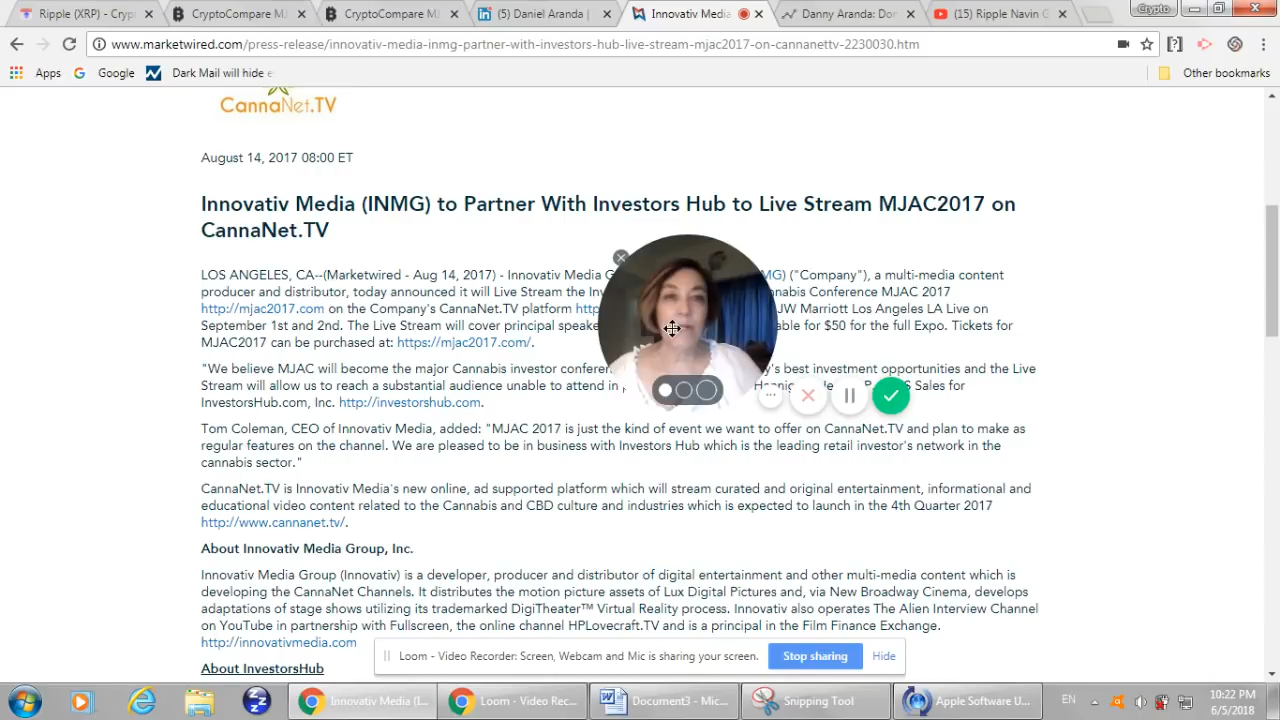 Ripple (XRP) - Cryp
CryptoCompare M
CryptoCompare M
(5) Daniel Aranda |
Innovativ Media
Danny Aranda: Do
(15) Ripple Navin G
Crypto
www.marketwired.com/press-release/innovativ-media-inmg-partner-with-investors-hub-live-stream-mjac2017-on-cannanettv-2230030.htm
Apps
Google
Dark Mail will hide e
Other bookmarks
CannaNet.TV
August 14, 2017 08:00 ET
Innovativ Media (INMG) to Partner With Investors Hub to Live Stream MJAC2017 on
CannaNet.TV
LOS ANGELES, CA--(Marketwired - Aug 14, 2017) - Innovativ Media G MG) ("Company"), a multi-media content
producer and distributor, today announced it will Live Stream the Inv nnabis Conference MJAC 2017
http://mjac2017.com on the Company's CannaNet.TV platform http JW Marriott Los Angeles LA Live on
September 1st and 2nd. The Live Stream will cover principal speake able for $50 for the full Expo. Tickets for
MJAC2017 can be purchased at: https://mjac2017.com/.
"We believe MJAC will become the major Cannabis investor conferen y's best investment opportunities and the Live
Stream will allow us to reach a substantial audience unable to attend in Sales for
InvestorsHub.com, Inc. http://investorshub.com.
Tom Coleman, CEO of Innovativ Media, added: "MJAC 2017 is just the kind of event we want to offer on CannaNet.TV and plan to make as
regular features on the channel. We are pleased to be in business with Investors Hub which is the leading retail investor's network in the
cannabis sector."
CannaNet.TV is Innovativ Media's new online, ad supported platform which will stream curated and original entertainment, informational and
educational video content related to the Cannabis and CBD culture and industries which is expected to launch in the 4th Quarter 2017
http://www.cannanet.tv/.
About Innovativ Media Group, Inc.
Innovativ Media Group (Innovativ) is a developer, producer and distributor of digital entertainment and other multi-media content which is
developing the CannaNet Channels. It distributes the motion picture assets of Lux Digital Pictures and, via New Broadway Cinema, develops
adaptations of stage shows utilizing its trademarked DigiTheater™ Virtual Reality process. Innovativ also operates The Alien Interview Channel
on YouTube in partnership with Fullscreen, the online channel HPLovecraft.TV and is a principal in the Film Finance Exchange.
http://innovativmedia.com
Loom - Video Recorder: Screen, Webcam and Mic is sharing your screen.
Stop sharing
Hide
About InvestorsHub
Innovativ Media (I...
Loom - Video Recor...
Document3 - Mic...
Snipping Tool
Apple Software U...
EN
10:22 PM
6/5/2018